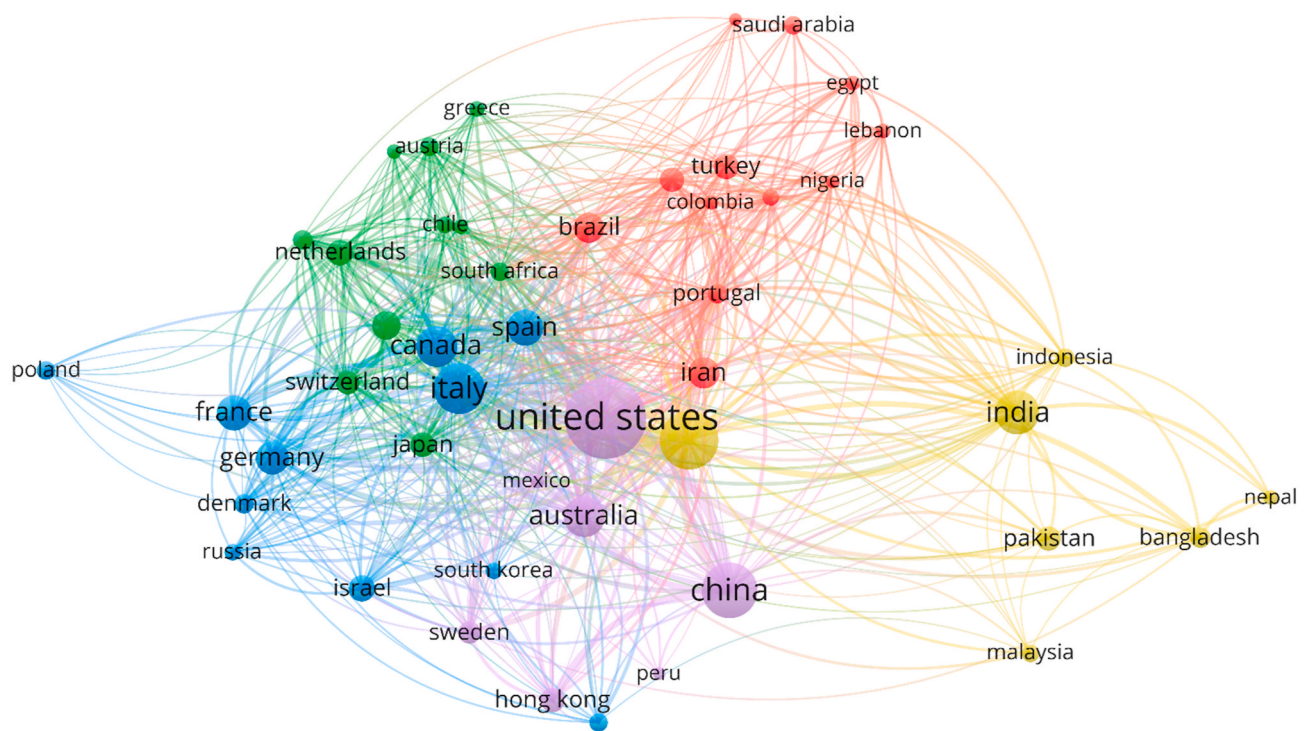 saudi arabia
egypt
greece
lebanon
austria
turkey
nigeria
colombia
chile
brazil
netherlands
south africa
portugal
spain
canada
indonesia
poland
iran
switzerland
italy
france
india
united states
japan
germany
mexico
nepal
denmark
australia
pakistan
bangladesh
russia
south korea
israel
china
sweden
malaysia
peru
hong kong